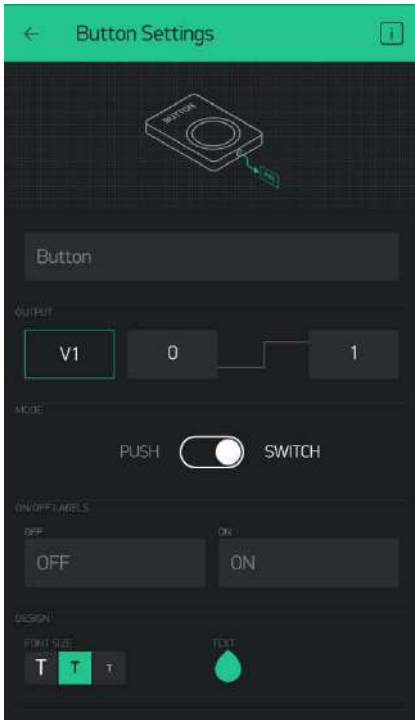 Button Settings
i
BUTTON
PIN
Button
OUTPUT
V1 0 1
MODE
PUSH SWITCH
ON/OFF LABELS
OFF ON
OFF ON
DESIGN
FONT SIZE TEXT
T T T